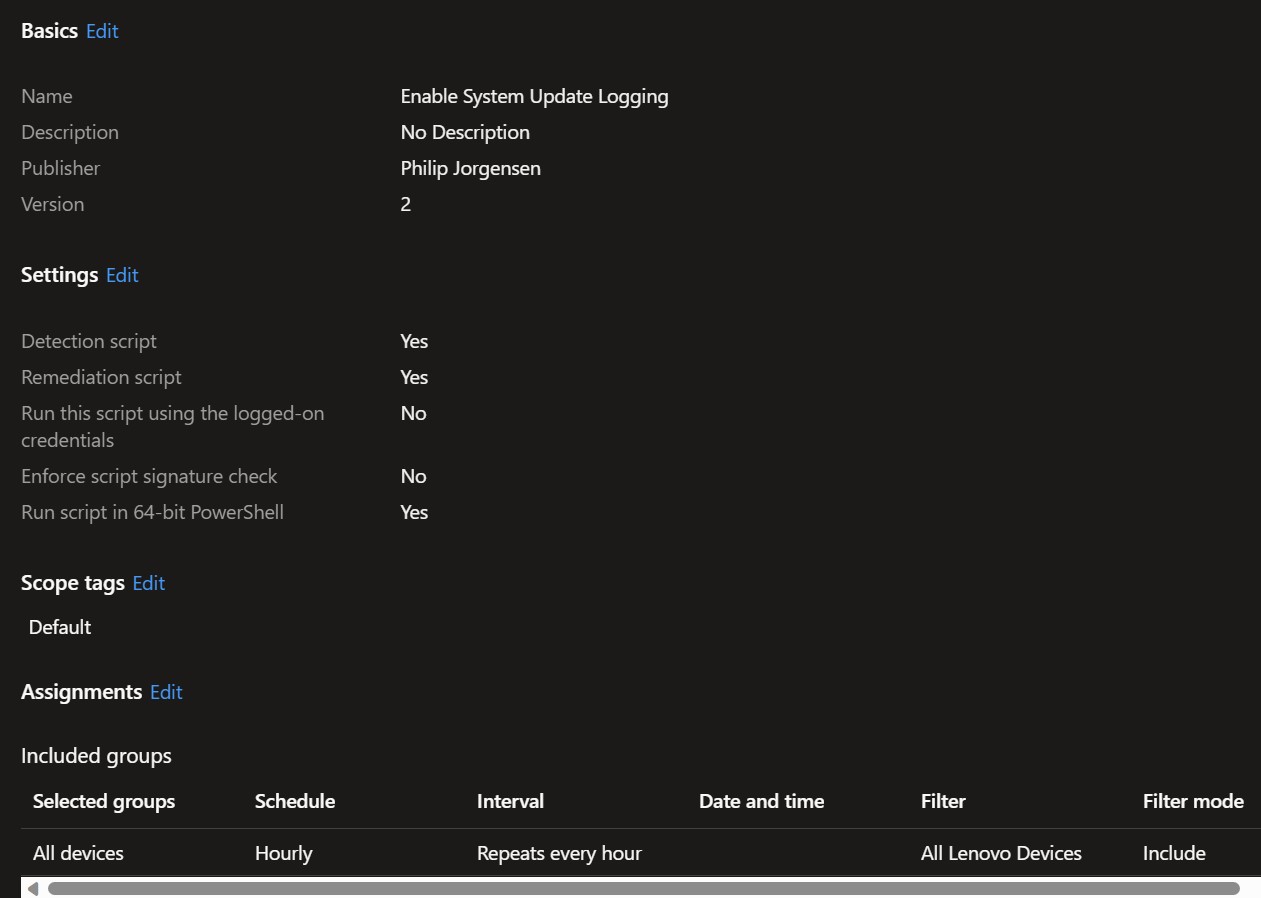 Basics Edit
Name Enable System Update Logging
Description No Description
Publisher Philip Jorgensen
Version 2
Settings Edit
Detection script Yes
Remediation script Yes
Run this script using the logged-on No
credentials
Enforce script signature check No
Run script in 64-bit PowerShell Yes
Scope tags Edit
Default
Assignments Edit
Included groups
Selected groups Schedule Interval Date and time Filter Filter mode
All devices Hourly Repeats every hour All Lenovo Devices Include